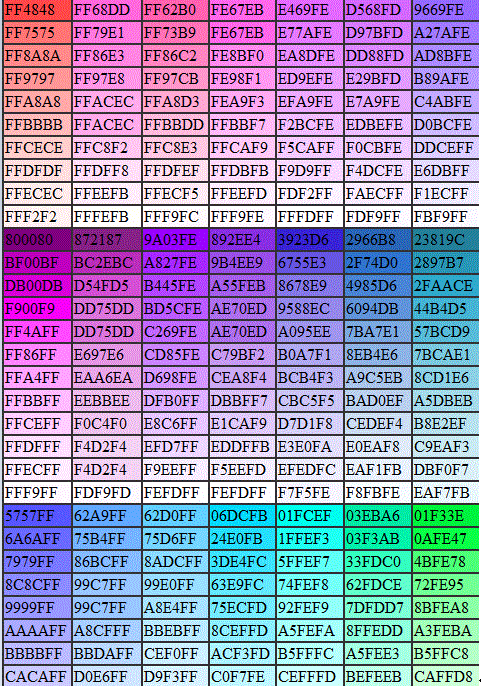 FF4848 FF68DD FF62B0 FE67EB E469FE D568FD 9669FE
FF7575 FF79E1 FF73B9 FE67EB E77AFE D97BFD A27AFE
FF8A8A FF86E3 FF86C2 FE8BF0 EA8DFE DD88FD AD8BFE
FF9797 FF97E8 FF97CB FE98F1 ED9EFE E29BFD B89AFE
FFA8A8 FFACEC FFA8D3 FEA9F3 EFA9FE E7A9FE C4ABFE
FFBBBB FFACEC FFBBDD FFBBF7 F2BCFE EDBEFE D0BCFE
FFCECE FFC8F2 FFC8E3 FFCAF9 F5CAFF F0CBFE DDCEFF
FFDFDF FFDFF8 FFDFEF FFDBFB F9D9FF F4DCFE E6DBFF
FFECEC FFEEFB FFECF5 FFEEFD FDF2FF FAECFF F1ECFF
FFF2F2 FFFEFB FFF9FC FFF9FE FFFDFF FDF9FF FBF9FF
800080 872187 9A03FE 892EE4 3923D6 2966B8 23819C
BF00BF BC2EBC A827FE 9B4EE9 6755E3 2F74D0 2897B7
DB00DB D54FD5 B445FE A55FEB 8678E9 4985D6 2FAACE
F900F9 DD75DD BD5CFE AE70ED 9588EC 6094DB 44B4D5
FF4AFF DD75DD C269FE AE70ED A095EE 7BA7E1 57BCD9
FF86FF E697E6 CD85FE C79BF2 B0A7F1 8EB4E6 7BCAE1
FFA4FF EAA6EA D698FE CEA8F4 BCB4F3 A9C5EB 8CD1E6
FFBBFF EEBBEE DFB0FF DBBFF7 CBC5F5 BAD0EF A5DBEB
FFCEFF F0C4F0 E8C6FF E1CAF9 D7D1F8 CEDEF4 B8E2EF
FFDFFF F4D2F4 EFD7FF EDDFFB E3E0FA E0EAF8 C9EAF3
FFECFF F4D2F4 F9EEFF F5EEFD EFEDFC EAF1FB DBF0F7
FFF9FF FDF9FD FEFDFF FEFDFF F7F5FE F8FBFE EAF7FB
5757FF 62A9FF 62D0FF 06DCFB 01FCEF 03EBA6 01F33E
6A6AFF 75B4FF 75D6FF 24E0FB 1FFEF3 03F3AB 0AFE47
7979FF 86BCFF 8ADCFF 3DE4FC 5FFEF7 33FDC0 4BFE78
8C8CFF 99C7FF 99E0FF 63E9FC 74FEF8 62FDCE 72FE95
9999FF 99C7FF A8E4FF 75ECFD 92FEF9 7DFDD7 8BFEA8
AAAAFF A8CFFF BBEBFF 8CEFFD A5FEFA 8FFEDD A3FEBA
BBBBFF BBDAFF CEF0FF ACF3FD B5FFFC A5FEE3 B5FFC8
CACAFF D0E6FF D9F3FF C0F7FE CEFFFD BEFEEB CAFFD8